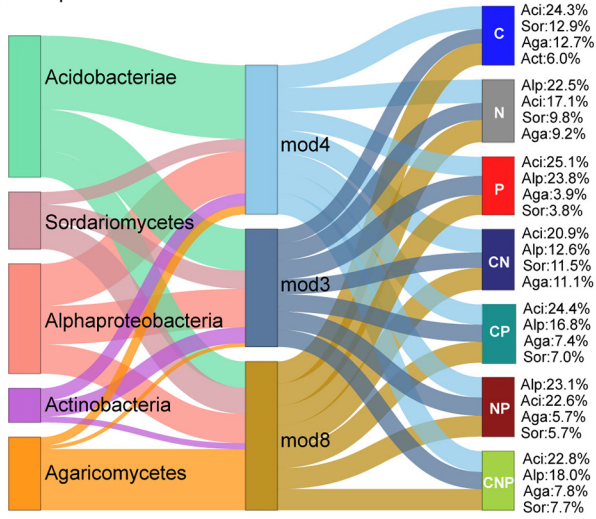 Acidobacteriae
Sordariomycetes
Alphaproteobacteria
Actinobacteria
Agaricomycetes
mod4
mod3
mod8
C
Aci:24.3%
Sor:12.9%
Aga:12.7%
Act:6.0%
N
Alp:22.5%
Aci:17.1%
Sor:9.8%
Aga:9.2%
P
Aci:25.1%
Alp:23.8%
Aga:3.9%
Sor:3.8%
CN
Aci:20.9%
Alp:12.6%
Sor:11.5%
Aga:11.1%
CP
Aci:24.4%
Alp:16.8%
Aga:7.4%
Sor:7.0%
NP
Alp:23.1%
Aci:22.6%
Aga:5.7%
Sor:5.7%
CNP
Aci:22.8%
Alp:18.0%
Aga:7.8%
Sor:7.7%